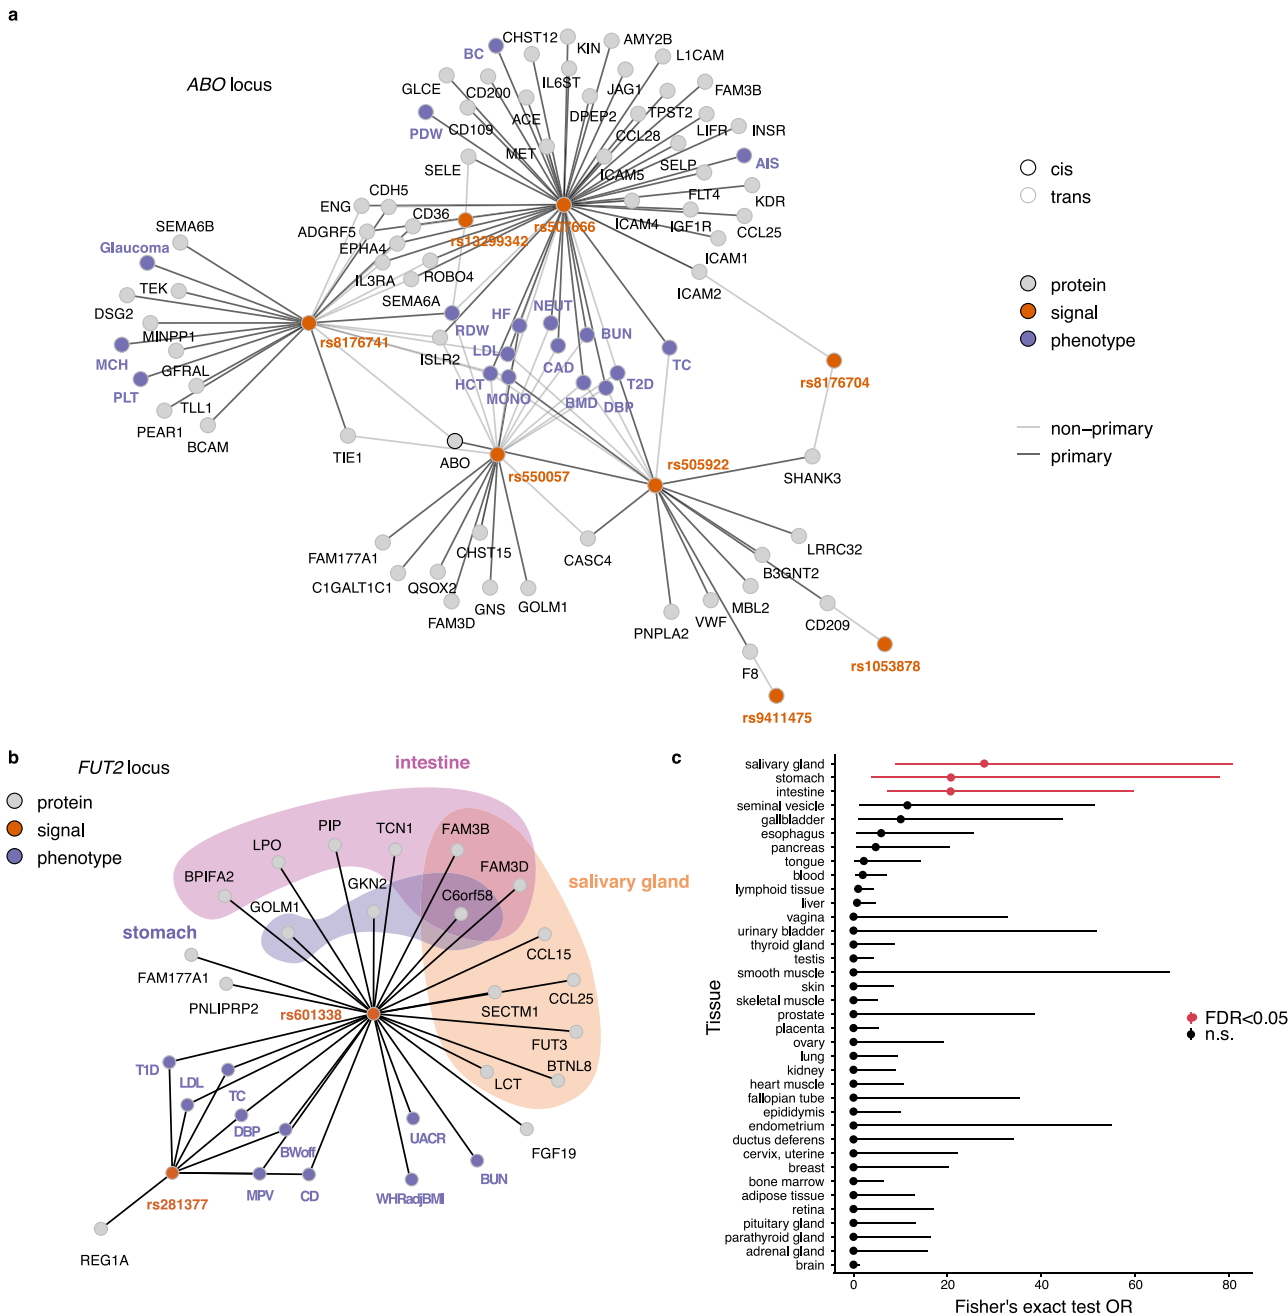 a
ABO locus
BC
CHST12
KIN
AMY2B
L1CAM
GLCE
CD200
IL6ST
JAG1
FAM3B
PDW
CD109
ACE
DPEP2
TPST2
CCL28
LIFR
INSR
MET
SELE
ICAM5
SELP
AIS
CDH5
ENG
CD36
FLT4
KDR
ADGRF5
rs13299342
rs507666
ICAM4
IGF1R
CCL25
EPHA4
ICAM1
SEMA6B
Glaucoma
IL3RA
ROBO4
ICAM2
TEK
SEMA6A
DSG2
HF
NEUT
MINPP1
rs8176741
RDW
BUN
ISLR2
LDL
TC
MCH
GFRAL
CAD
rs8176704
HCT
T2D
PLT
MONO
BMD
DBP
TLL1
PEAR1
BCAM
TIE1
ABO
rs550057
rs505922
SHANK3
FAM177A1
CHST15
CASC4
LRRC32
C1GALT1C1
QSOX2
B3GNT2
FAM3D
GNS
GOLM1
PNPLA2
VWF
MBL2
CD209
F8
rs1053878
rs9411475
cis
trans
protein
signal
phenotype
non-primary
primary
b
FUT2 locus
protein
signal
phenotype
intestine
PIP
TCN1
FAM3B
LPO
BPIFA2
GKN2
FAM3D
salivary gland
GOLM1
C6orf58
stomach
CCL15
FAM177A1
PNLIPRP2
CCL25
SECTM1
rs601338
FUT3
BTNL8
T1D
LDL
LCT
TC
DBP
BWoff
UACR
FGF19
rs281377
MPV
CD
WHRadjBMI
BUN
REG1A
c
Tissue
salivary gland
stomach
intestine
seminal vesicle
gallbladder
esophagus
pancreas
tongue
blood
lymphoid tissue
liver
vagina
urinary bladder
thyroid gland
testis
smooth muscle
skin
skeletal muscle
prostate
placenta
ovary
lung
kidney
heart muscle
fallopian tube
epididymis
endometrium
ductus deferens
cervix, uterine
breast
bone marrow
adipose tissue
retina
pituitary gland
parathyroid gland
adrenal gland
brain
0 20 40 60 80
Fisher's exact test OR
FDR<0.05
n.s.